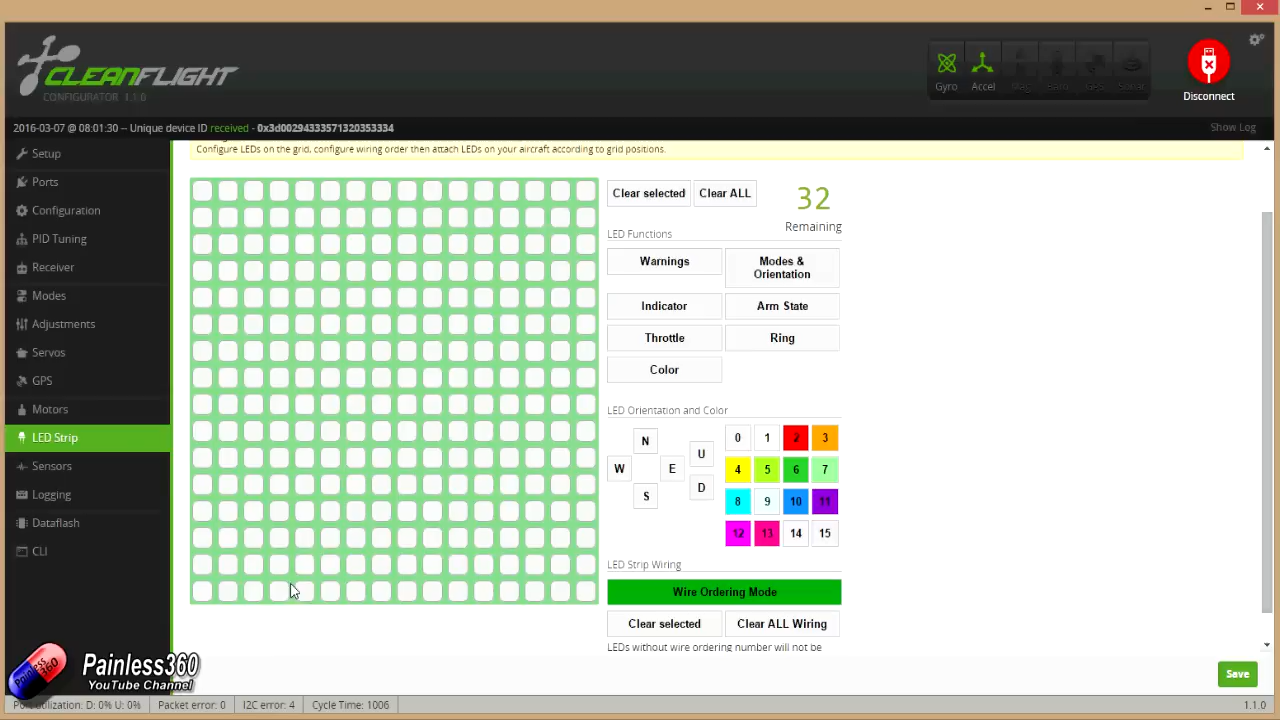 CLEANFLIGHT
CONFIGURATOR 1.1.0
Gyro
Accel
Disconnect
2016-03-07 @ 08:01:30 -- Unique device ID received - 0x3d00294333571320353334
Show Log
Setup
Ports
Configuration
PID Tuning
Receiver
Modes
Adjustments
Servos
GPS
Motors
LED Strip
Sensors
Logging
Dataflash
CLI
Configure LEDs on the grid, configure wiring order then attach LEDs on your aircraft according to grid positions.
Clear selected
Clear ALL
32
Remaining
LED Functions
Warnings
Modes &
Orientation
Indicator
Arm State
Throttle
Ring
Color
LED Orientation and Color
N
W
E
S
U
D
0 1 2 3
4 5 6 7
8 9 10 11
12 13 14 15
LED Strip Wiring
Wire Ordering Mode
Clear selected
Clear ALL Wiring
LEDs without wire ordering number will not be
Save
Painless360
Painless360
YouTube Channel
Utilization: D: 0% U: 0%
Packet error: 0
I2C error: 4
Cycle Time: 1006
1.1.0